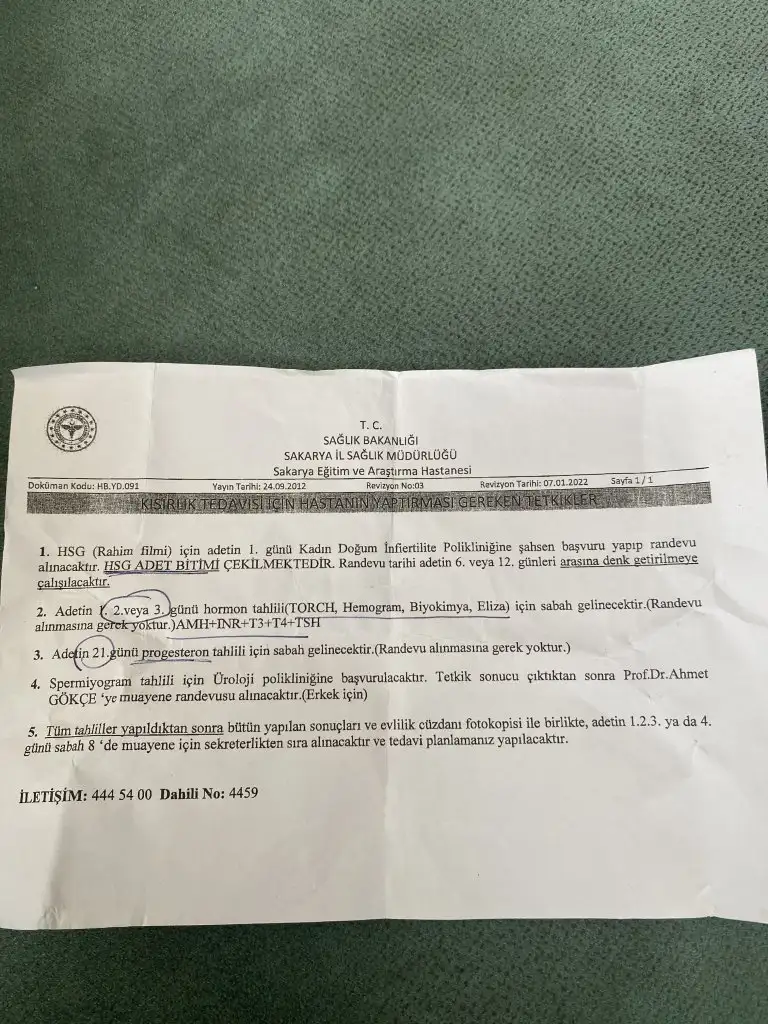 T. C.
SAĞLIK BAKANLIĞI
SAKARYA İL SAĞLIK MÜDÜRLÜĞÜ
Sakarya Eğitim ve Araştırma Hastanesi
Doküman Kodu: HB.YD.091 Yayın Tarihi: 24.09.2012 Revizyon No:03 Revizyon Tarihi: 07.01.2022 Sayfa 1 / 1
KISIRLIK TEDAVİSİ İÇİN HASTANIN YAPTIRMASI GEREKEN TETKİKLER
1. HSG (Rahim filmi) için adetin 1. günü Kadın Doğum İnfiertilite Polikliniğine şahsen başvuru yapıp randevu
alınacaktır. HSG ADET BİTİMİ ÇEKİLMEKTEDİR. Randevu tarihi adetin 6. veya 12. günleri arasına denk getirilmeye
çalışılacaktır.
2. Adetin 1. 2.veya 3. günü hormon tahlili(TORCH, Hemogram, Biyokimya, Eliza) için sabah gelinecektir.(Randevu
alınmasına gerek yoktur.)AMH+INR+T3+T4+TSH
3. Adetin 21.günü progesteron tahlili için sabah gelinecektir.(Randevu alınmasına gerek yoktur.)
4. Spermiyogram tahlili için Üroloji polikliniğine başvurulacaktır. Tetkik sonucu çıktıktan sonra Prof.Dr.Ahmet
GÖKÇE ‘ye muayene randevusu alınacaktır.(Erkek için)
5. Tüm tahliller yapıldıktan sonra bütün yapılan sonuçları ve evlilik cüzdanı fotokopisi ile birlikte, adetin 1.2.3. ya da 4.
günü sabah 8 ‘de muayene için sekreterlikten sıra alınacaktır ve tedavi planlamanız yapılacaktır.
İLETİŞİM: 444 54 00 Dahili No: 4459